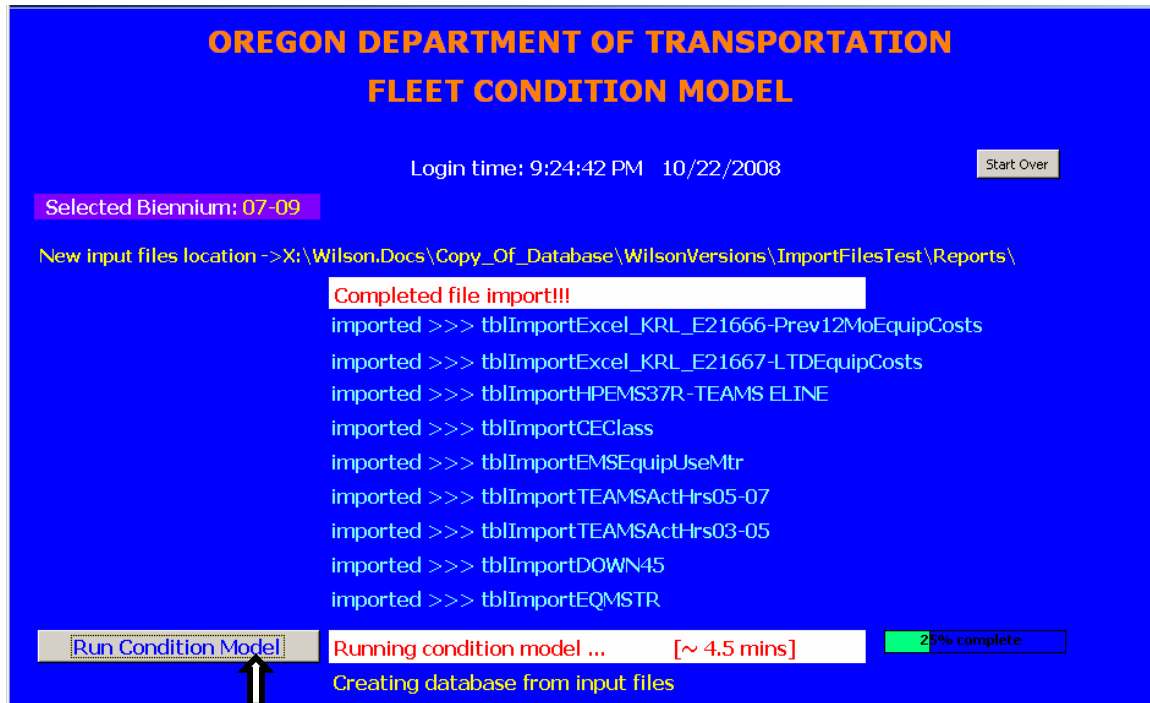 OREGON DEPARTMENT OF TRANSPORTATION
FLEET CONDITION MODEL
Login time: 9:24:42 PM 10/22/2008
Start Over
Selected Biennium: 07-09
New input files location ->X:\Wilson.Docs\Copy_Of_Database\WilsonVersions\ImportFilesTest\Reports\
Completed file import!!!
imported >>> tblImportExcel_KRL_E21666-Prev12MoEquipCosts
imported >>> tblImportExcel_KRL_E21667-LTDEquipCosts
imported >>> tblImportHPEMS37R-TEAMS ELINE
imported >>> tblImportCEClass
imported >>> tblImportEMSEquipUseMtr
imported >>> tblImportTEAMSActHrs05-07
imported >>> tblImportTEAMSActHrs03-05
imported >>> tblImportDOWN45
imported >>> tblImportEQMSTR
Run Condition Model
Running condition model ... [~ 4.5 mins]
25% complete
Creating database from input files